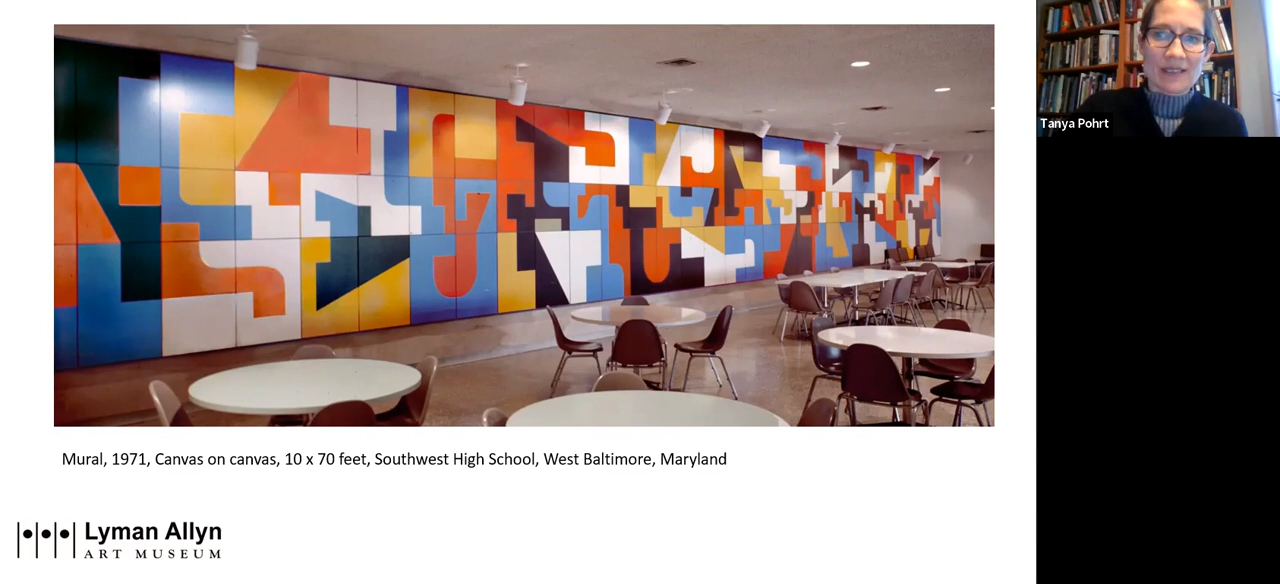 Tanya Pohrt
Mural, 1971, Canvas on canvas, 10 x 70 feet, Southwest High School, West Baltimore, Maryland
Lyman Allyn
ART MUSEUM